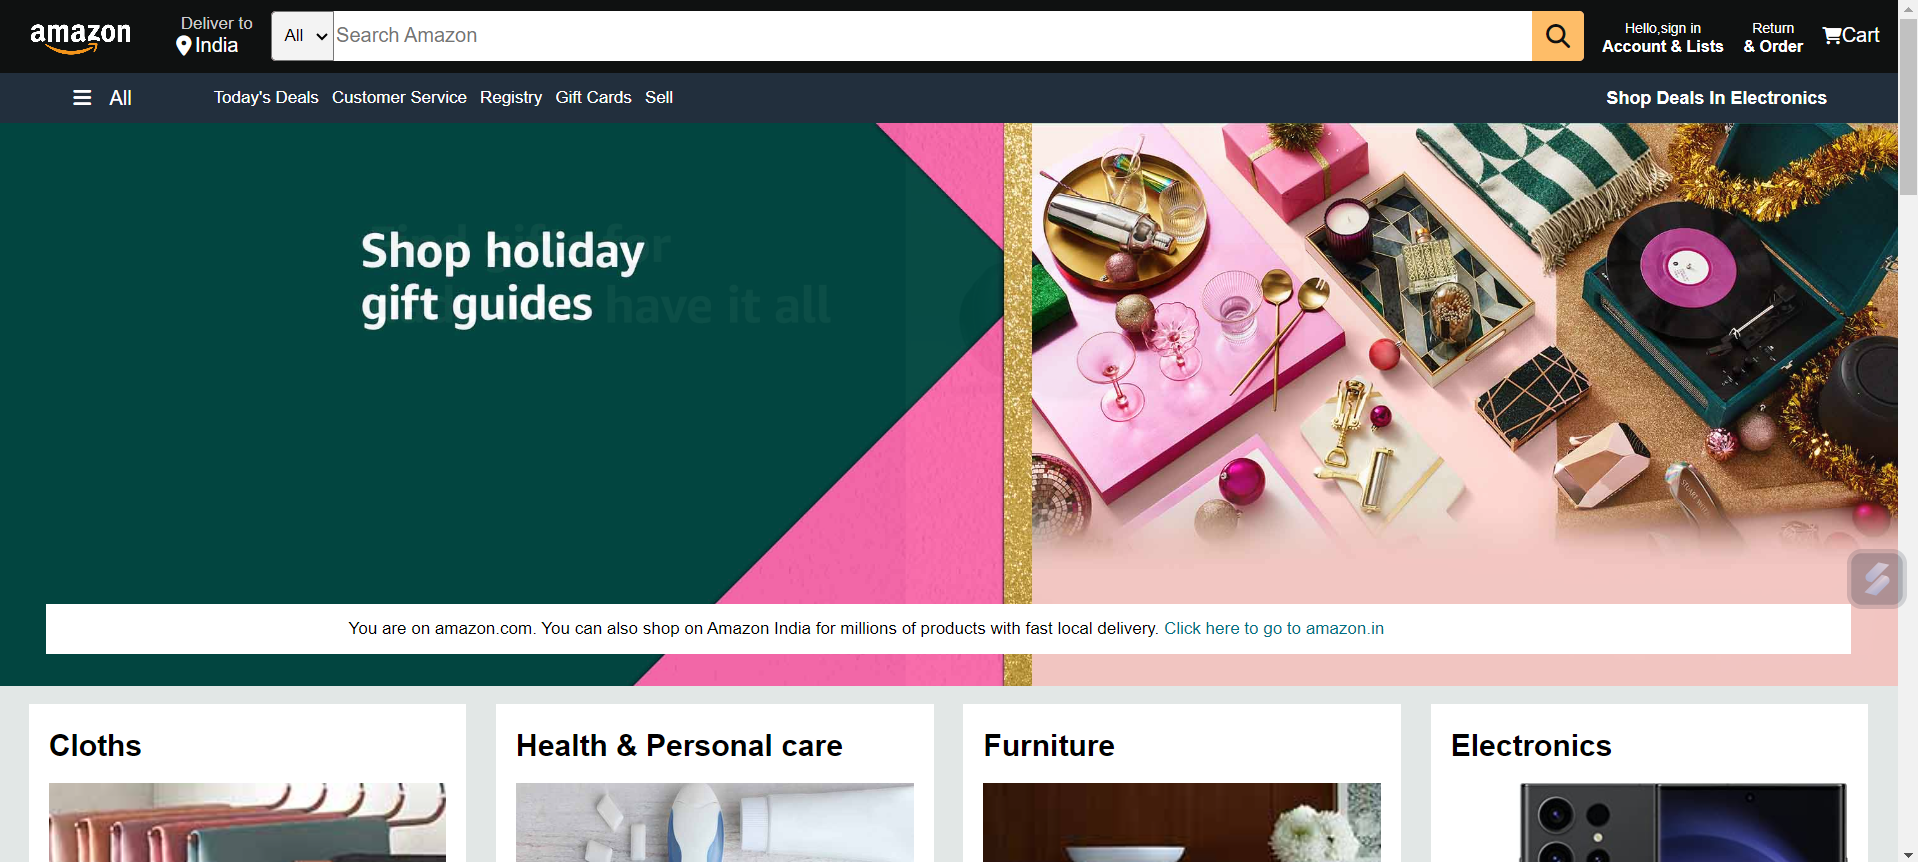 amazon
Deliver to
India
All
Search Amazon
Hello,sign in
Account & Lists
Return
& Order
Cart
All
Today's Deals
Customer Service
Registry
Gift Cards
Sell
Shop Deals In Electronics
Shop holiday
gift guides
have it all
You are on amazon.com. You can also shop on Amazon India for millions of products with fast local delivery. Click here to go to amazon.in
Cloths
Health & Personal care
Furniture
Electronics